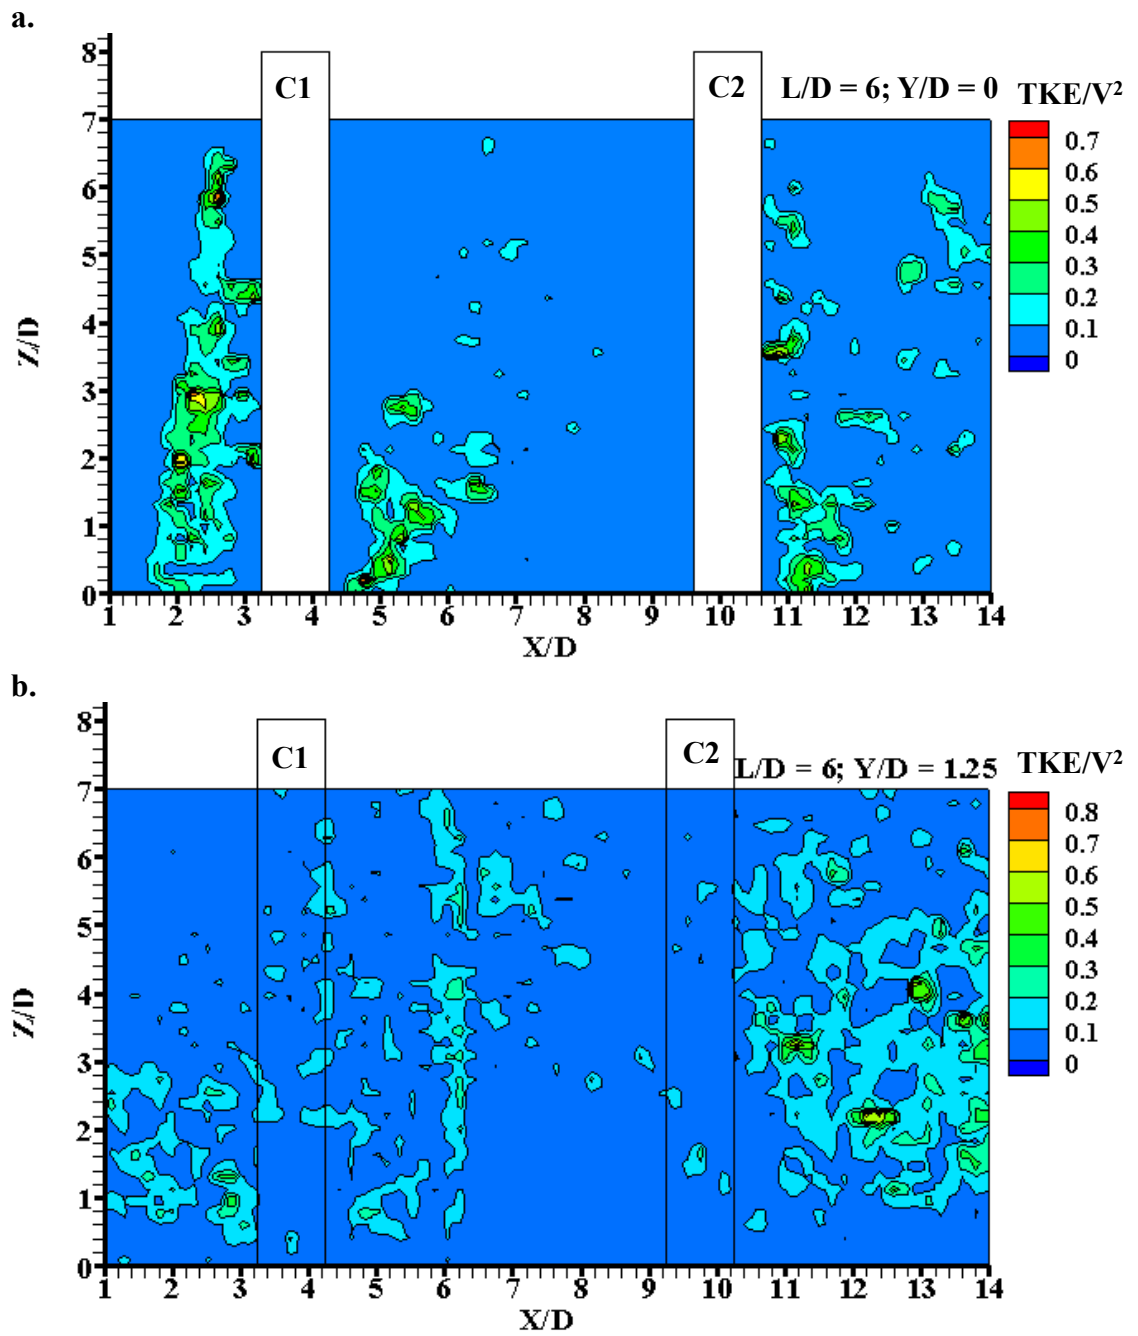 a.
C1
C2
L/D = 6; Y/D = 0
TKE/V²
8
7
6
5
4
3
2
1
0
Z/D
0.7
0.6
0.5
0.4
0.3
0.2
0.1
0
1 2 3 4 5 6 7 8 9 10 11 12 13 14
X/D
b.
C1
C2
L/D = 6; Y/D = 1.25
TKE/V²
8
7
6
5
4
3
2
1
0
Z/D
0.8
0.7
0.6
0.5
0.4
0.3
0.2
0.1
0
1 2 3 4 5 6 7 8 9 10 11 12 13 14
X/D